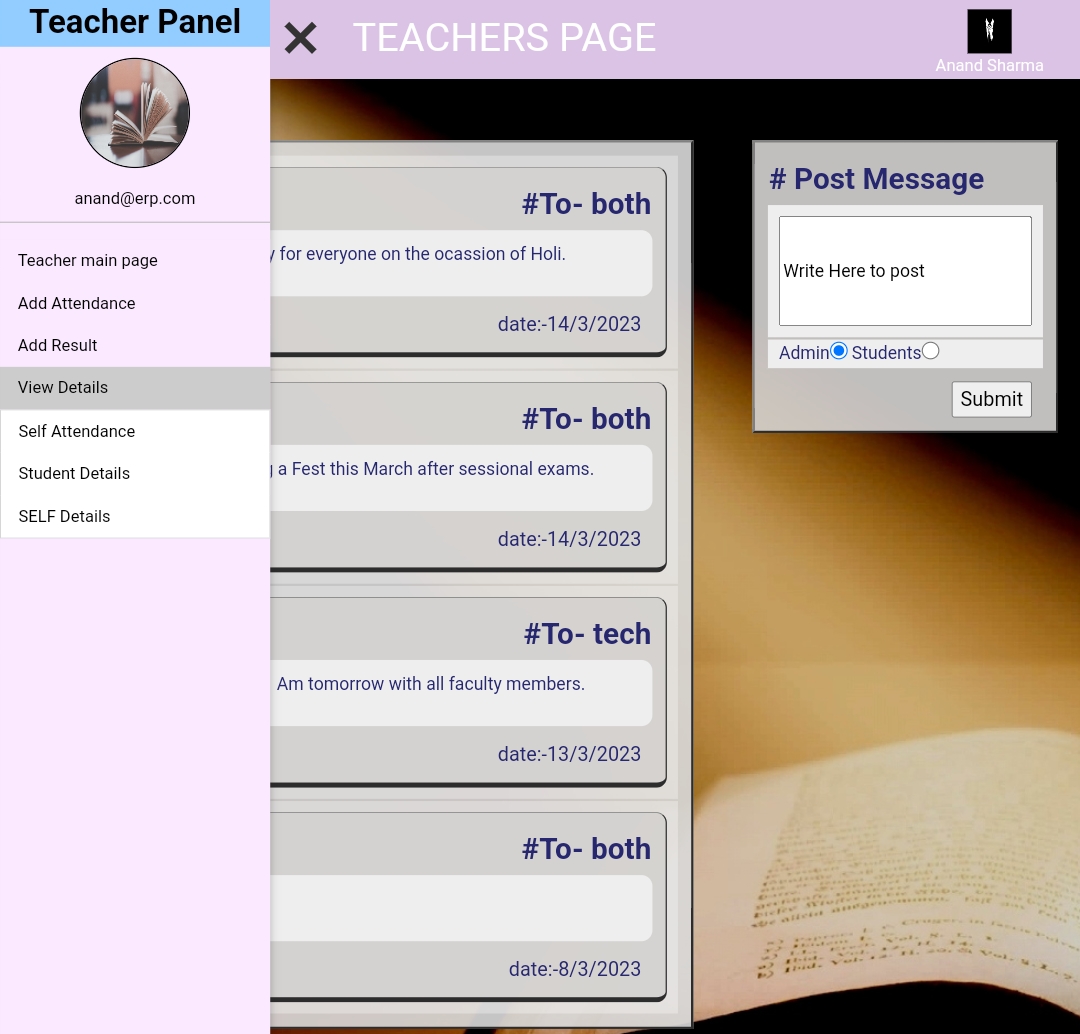 Teacher Panel
anand@erp.com
Teacher main page
Add Attendance
Add Result
View Details
Self Attendance
Student Details
SELF Details
TEACHERS PAGE
Anand Sharma
#To- both
for everyone on the ocassion of Holi.
date:-14/3/2023
#To- both
a Fest this March after sessional exams.
date:-14/3/2023
#To- tech
Am tomorrow with all faculty members.
date:-13/3/2023
#To- both
date:-8/3/2023
# Post Message
Write Here to post
Admin Students
Submit